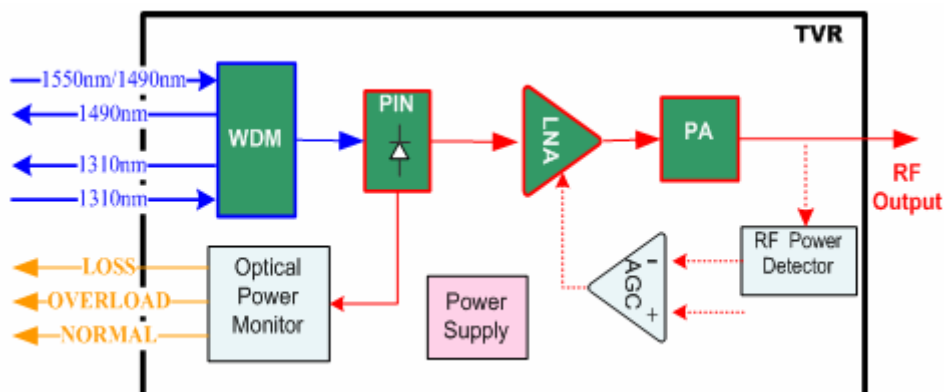 TVR
1550nm/1490nm
1490nm
1310nm
1310nm
WDM
PIN
LNA
PA
RF
Output
LOSS
OVERLOAD
NORMAL
Optical
Power
Monitor
Power
Supply
AGC
-
+
RF Power
Detector